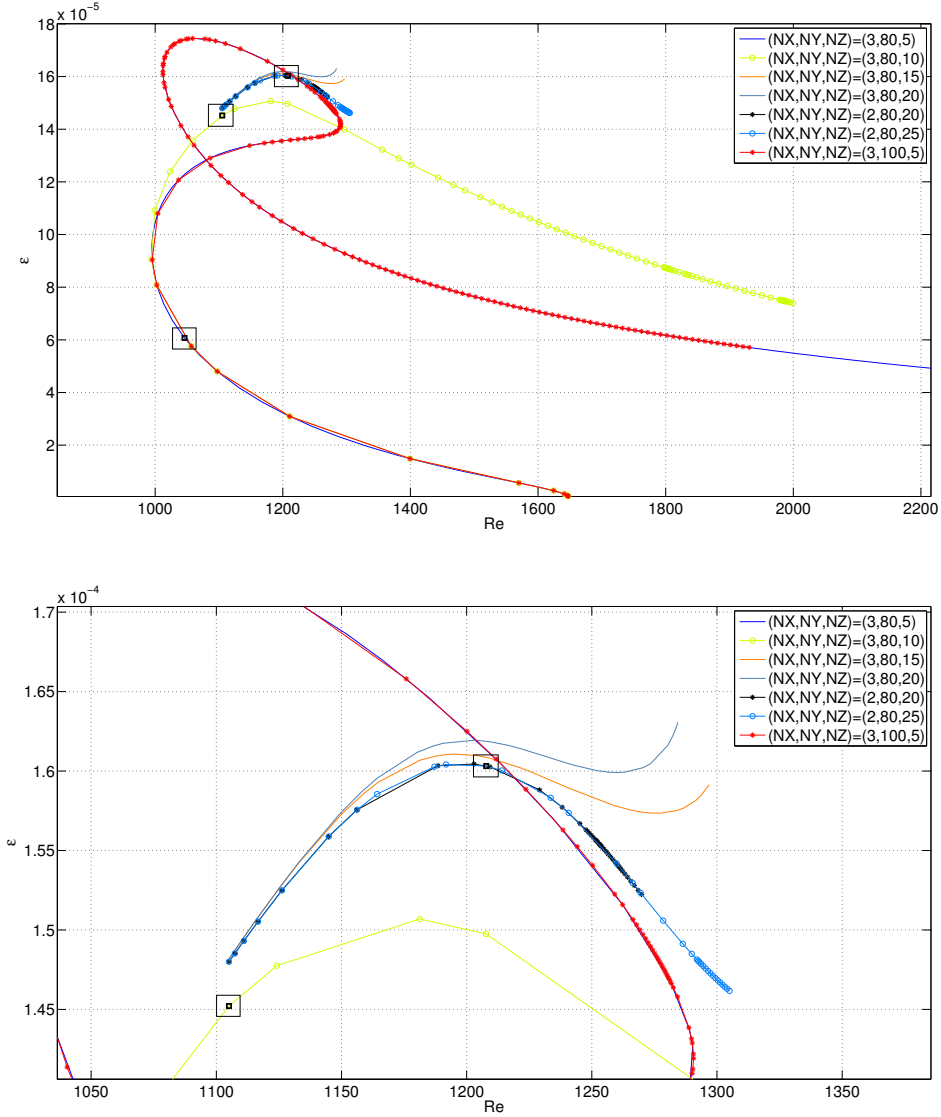 x 10⁻⁵
18
16
14
12
10
8
6
4
2
ε
1000
1200
1400
1600
1800
2000
2200
Re
(NX,NY,NZ)=(3,80,5)
(NX,NY,NZ)=(3,80,10)
(NX,NY,NZ)=(3,80,15)
(NX,NY,NZ)=(3,80,20)
(NX,NY,NZ)=(2,80,20)
(NX,NY,NZ)=(2,80,25)
(NX,NY,NZ)=(3,100,5)
x 10⁻⁴
1.7
1.65
1.6
1.55
1.5
1.45
ε
1050
1100
1150
1200
1250
1300
1350
Re
(NX,NY,NZ)=(3,80,5)
(NX,NY,NZ)=(3,80,10)
(NX,NY,NZ)=(3,80,15)
(NX,NY,NZ)=(3,80,20)
(NX,NY,NZ)=(2,80,20)
(NX,NY,NZ)=(2,80,25)
(NX,NY,NZ)=(3,100,5)